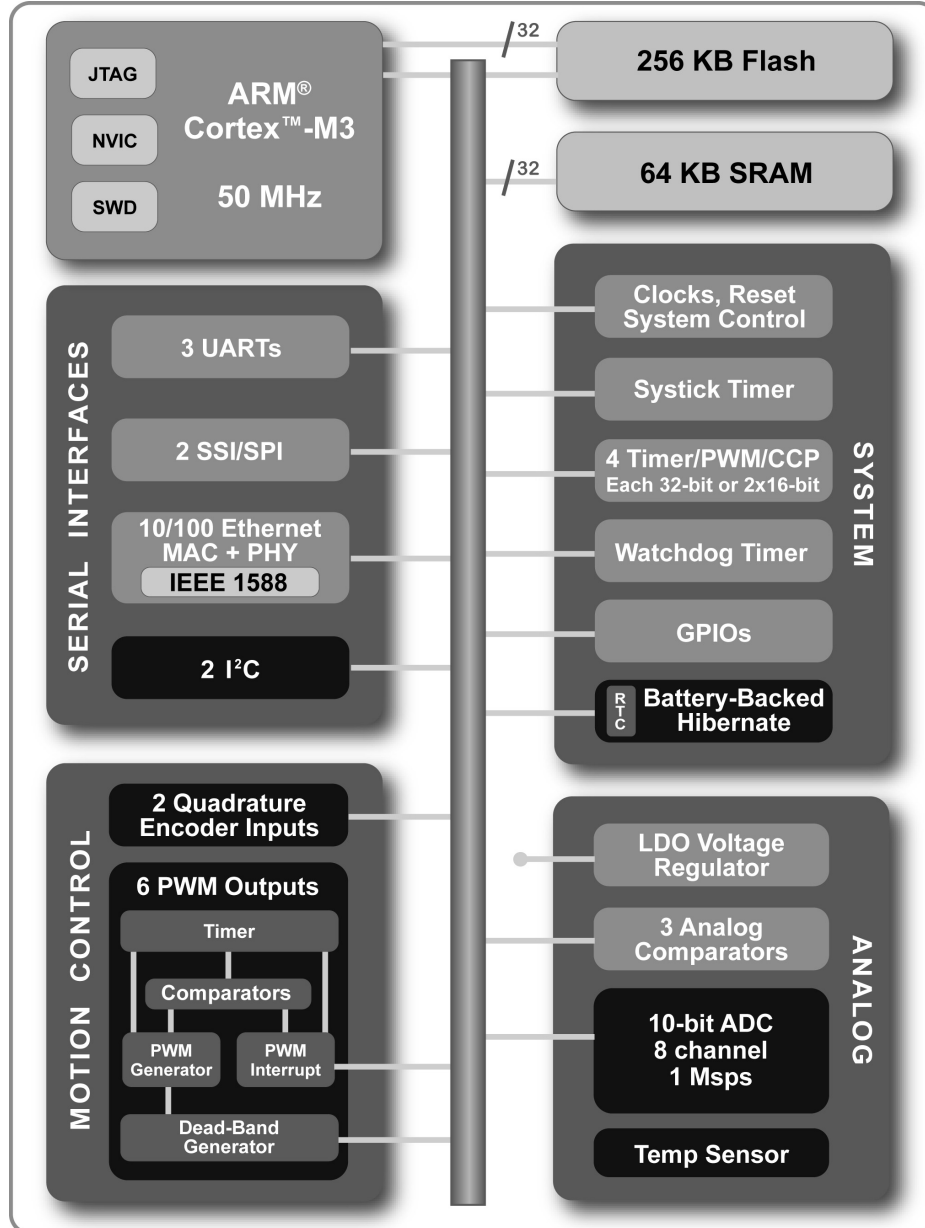 JTAG
NVIC
SWD
ARM®
Cortex™-M3
50 MHz
32
256 KB Flash
32
64 KB SRAM
SERIAL INTERFACES
3 UARTs
2 SSI/SPI
10/100 Ethernet
MAC + PHY
IEEE 1588
2 I²C
SYSTEM
Clocks, Reset
System Control
Systick Timer
4 Timer/PWM/CCP
Each 32-bit or 2x16-bit
Watchdog Timer
GPIOs
RTC
Battery-Backed
Hibernate
MOTION CONTROL
2 Quadrature
Encoder Inputs
6 PWM Outputs
Timer
Comparators
PWM
Generator
PWM
Interrupt
Dead-Band
Generator
ANALOG
LDO Voltage
Regulator
3 Analog
Comparators
10-bit ADC
8 channel
1 Msps
Temp Sensor